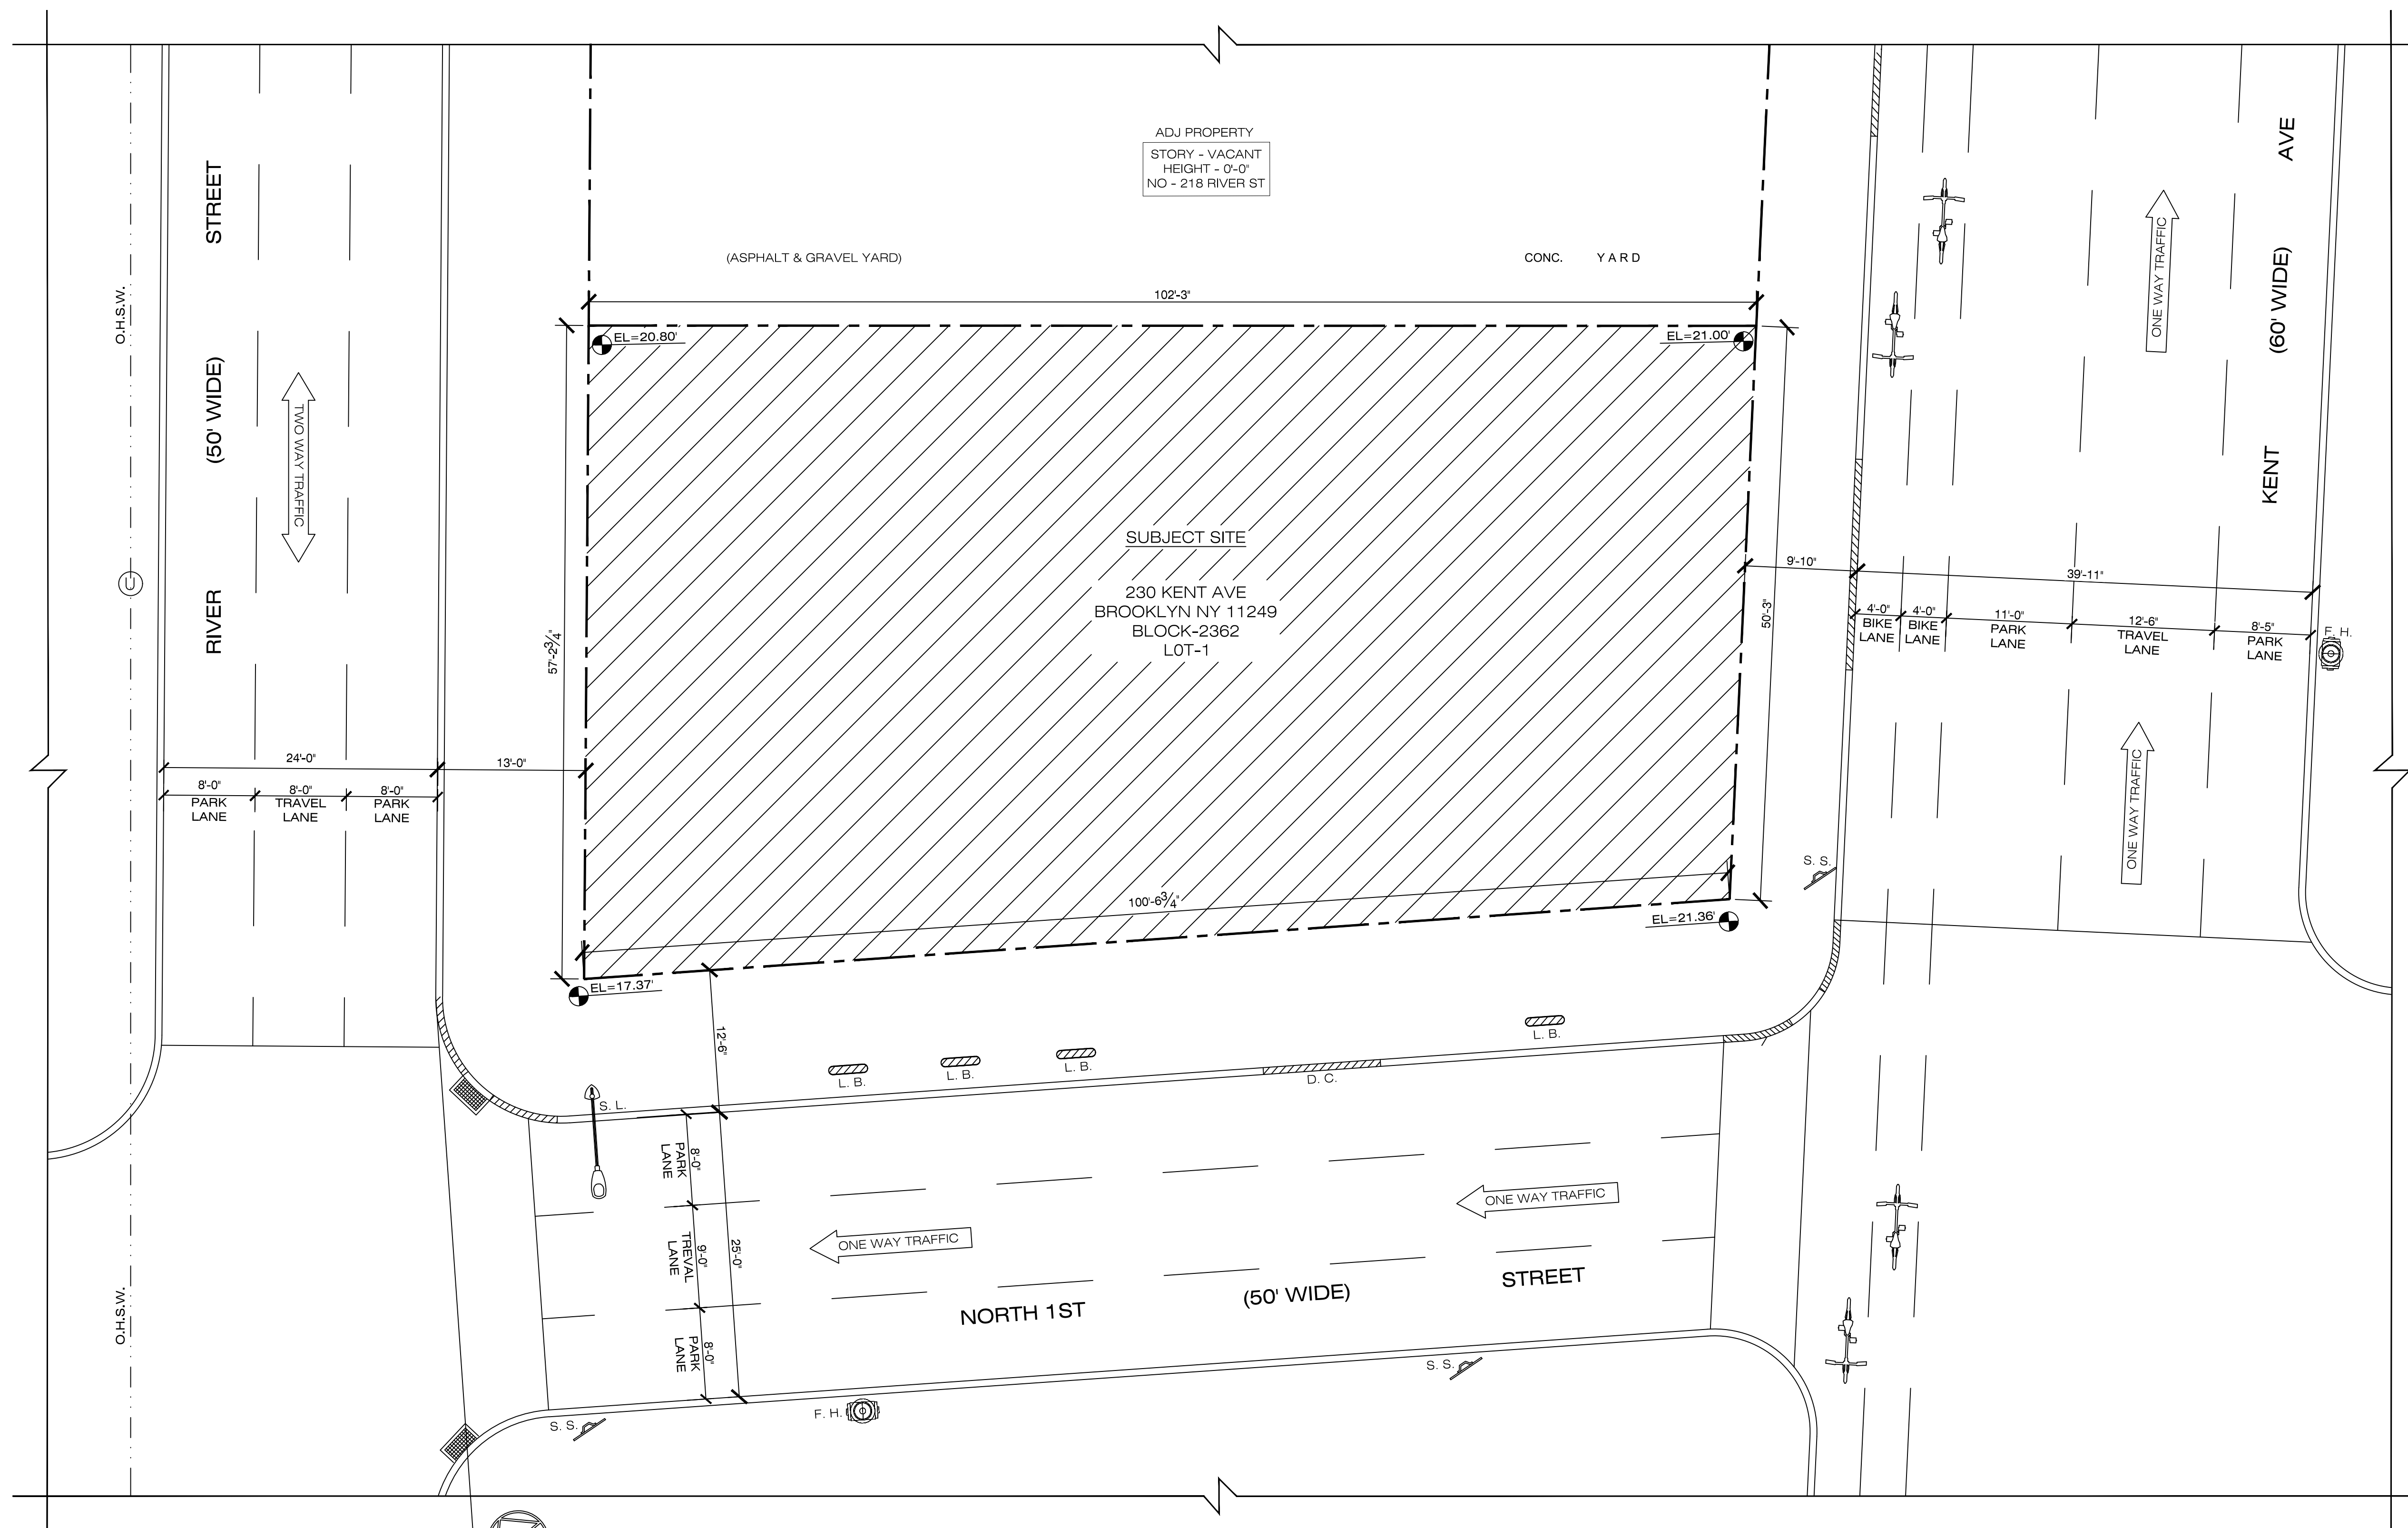 ADJ PROPERTY
STORY - VACANT
HEIGHT - 0'-0"
NO - 218 RIVER ST
(ASPHALT & GRAVEL YARD)
CONC. YARD
102'-3"
EL=20.80'
EL=21.00'
STREET
(50' WIDE)
RIVER
O.H.S.W.
TWO WAY TRAFFIC
U
AVE
(60' WIDE)
KENT
ONE WAY TRAFFIC
SUBJECT SITE
230 KENT AVE
BROOKLYN NY 11249
BLOCK-2362
L0T-1
57'-2¾"
50'-3"
9'-10"
39'-11"
4'-0"
BIKE
LANE
4'-0"
BIKE
LANE
11'-0"
PARK
LANE
12'-6"
TRAVEL
LANE
8'-5"
PARK
LANE
F. H.
24'-0"
13'-0"
8'-0"
PARK
LANE
8'-0"
TRAVEL
LANE
8'-0"
PARK
LANE
ONE WAY TRAFFIC
S. S.
100'-6¾"
EL=21.36'
EL=17.37'
12'-6"
L. B.
L. B.
L. B.
L. B.
D. C.
S. L.
8'-0"
PARK
LANE
9'-0"
TREVAL
LANE
8'-0"
PARK
LANE
25'-0"
ONE WAY TRAFFIC
ONE WAY TRAFFIC
NORTH 1ST (50' WIDE) STREET
O.H.S.W.
S. S.
F. H.
S. S.